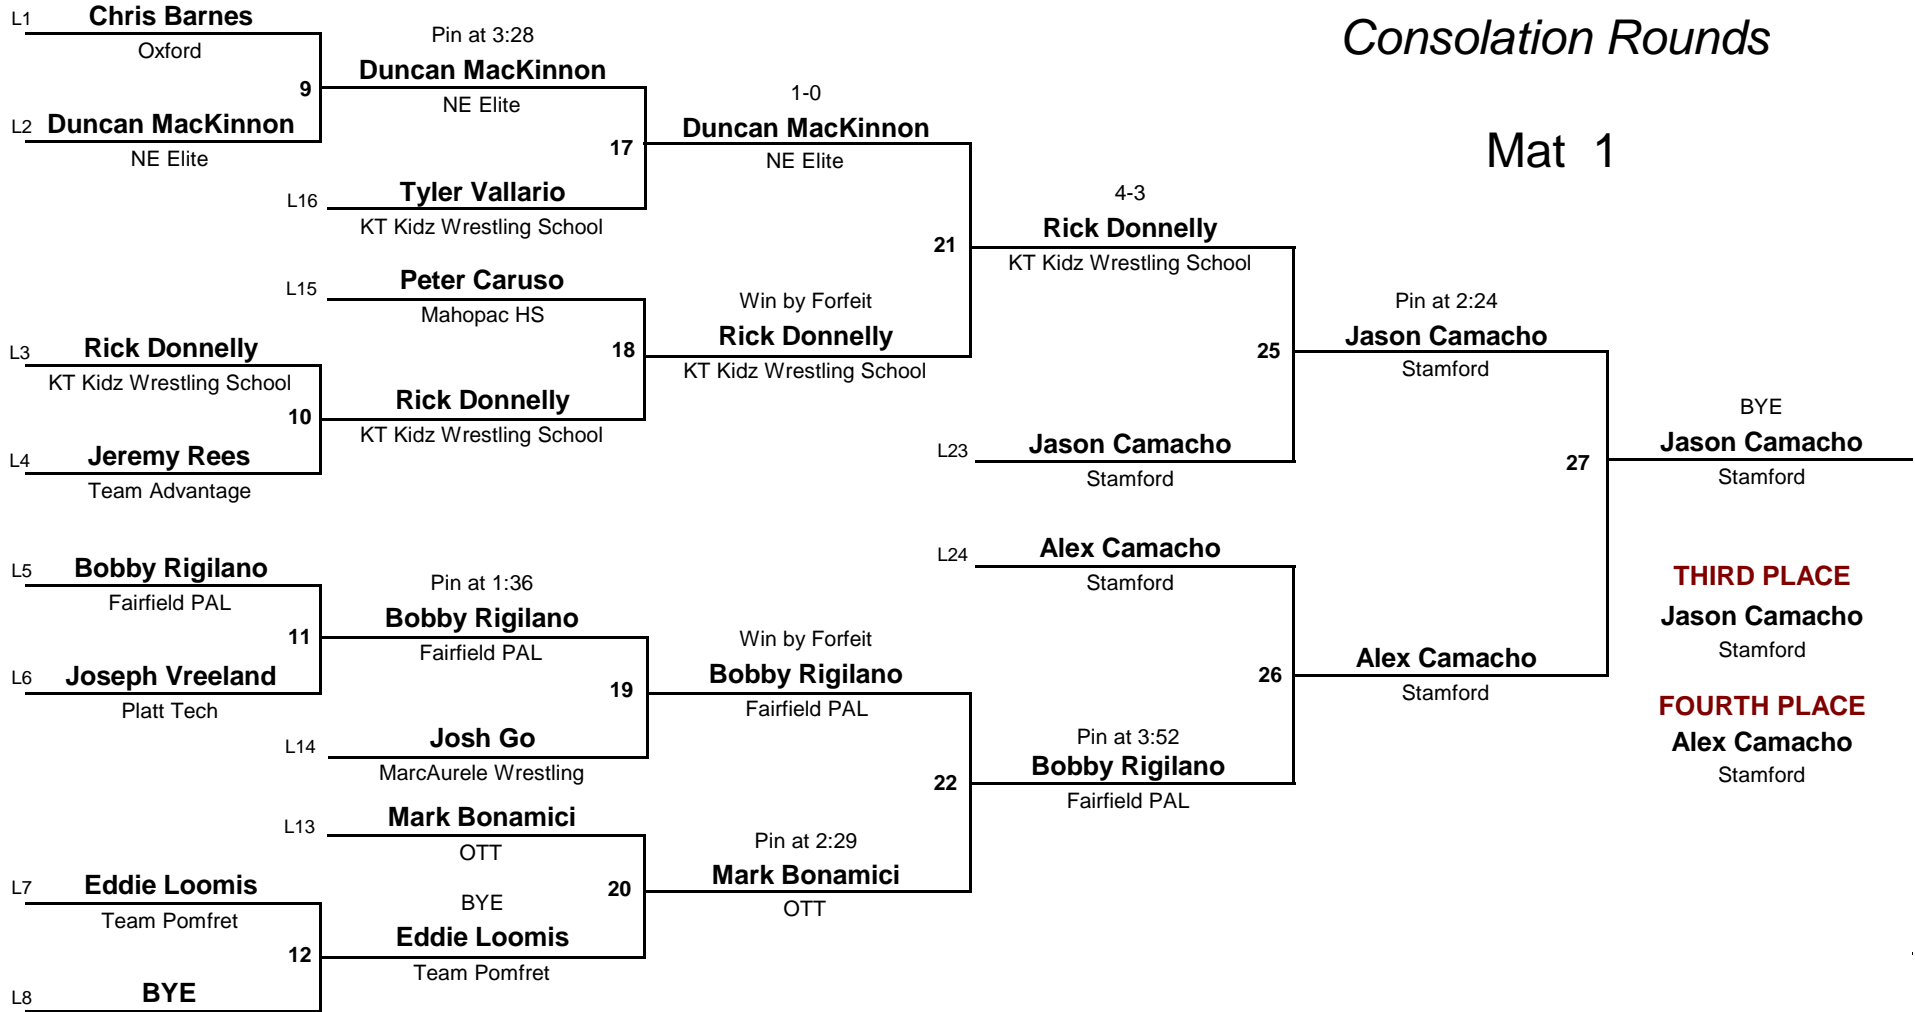 Consolation Rounds
Mat 1
L1 Chris Barnes
Oxford
9
L2 Duncan MacKinnon
NE Elite
L3 Rick Donnelly
KT Kidz Wrestling School
10
L4 Jeremy Rees
Team Advantage
L5 Bobby Rigilano
Fairfield PAL
11
L6 Joseph Vreeland
Platt Tech
L7 Eddie Loomis
Team Pomfret
12
L8 BYE
Pin at 3:28
Duncan MacKinnon
NE Elite
17
L16 Tyler Vallario
KT Kidz Wrestling School
L15 Peter Caruso
Mahopac HS
18
Rick Donnelly
KT Kidz Wrestling School
Pin at 1:36
Bobby Rigilano
Fairfield PAL
19
L14 Josh Go
MarcAurele Wrestling
L13 Mark Bonamici
OTT
20
BYE
Eddie Loomis
Team Pomfret
1-0
Duncan MacKinnon
NE Elite
21
Win by Forfeit
Rick Donnelly
KT Kidz Wrestling School
Win by Forfeit
Bobby Rigilano
Fairfield PAL
22
Pin at 2:29
Mark Bonamici
OTT
4-3
Rick Donnelly
KT Kidz Wrestling School
25
L23 Jason Camacho
Stamford
L24 Alex Camacho
Stamford
26
Pin at 3:52
Bobby Rigilano
Fairfield PAL
Pin at 2:24
Jason Camacho
Stamford
27
Alex Camacho
Stamford
BYE
Jason Camacho
Stamford
THIRD PLACE
Jason Camacho
Stamford
FOURTH PLACE
Alex Camacho
Stamford